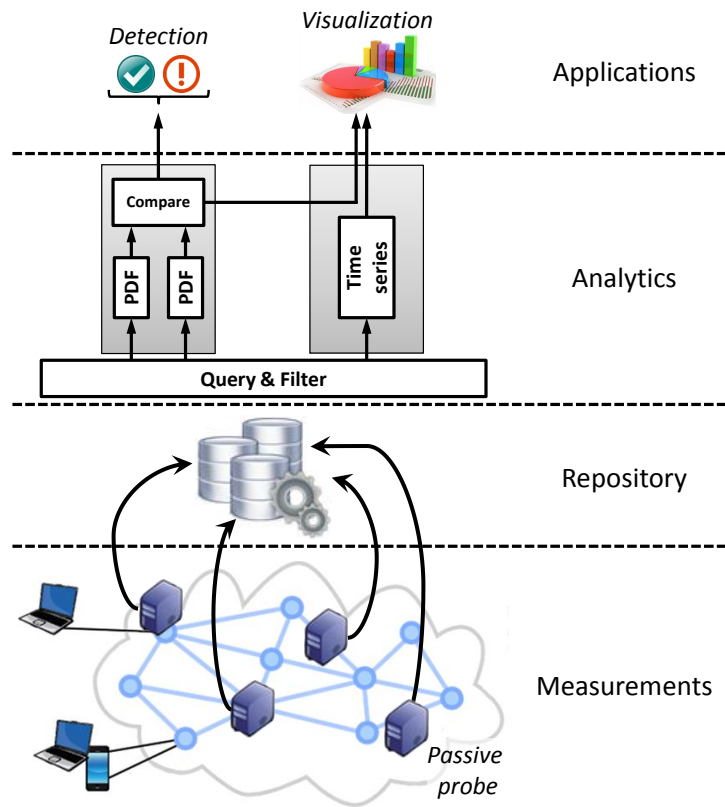 Detection
Visualization
Applications
Compare
PDF
PDF
Time
series
Analytics
Query & Filter
Repository
Measurements
Passive
probe